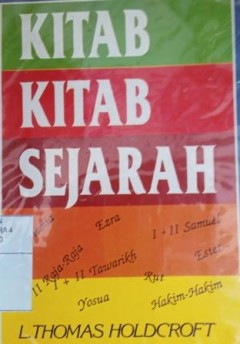 KITAB
KITAB
SEJARAH
Ezra
I + II Samuel
II Raja-Raja
I + II Tawarikh
Ester
Rut
Yosua
Hakim-Hakim
L. THOMAS HOLDCROFT